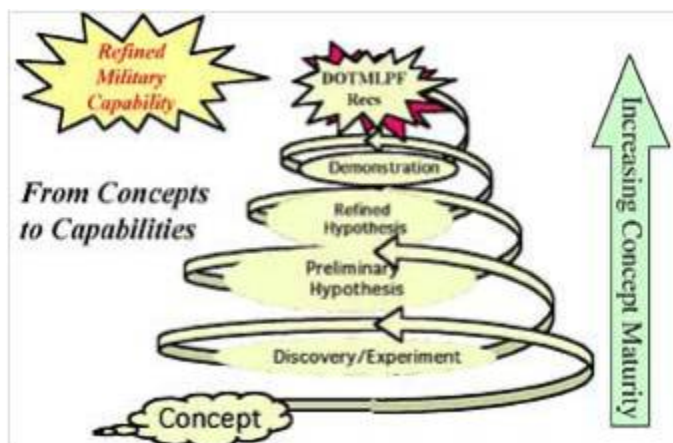 Refined
Military
Capability
DOTMLPF
Recs
Demonstration
From Concepts
to Capabilities
Refined
Hypothesis
Preliminary
Hypothesis
Discovery/Experiment
Concept
Increasing Concept Maturity